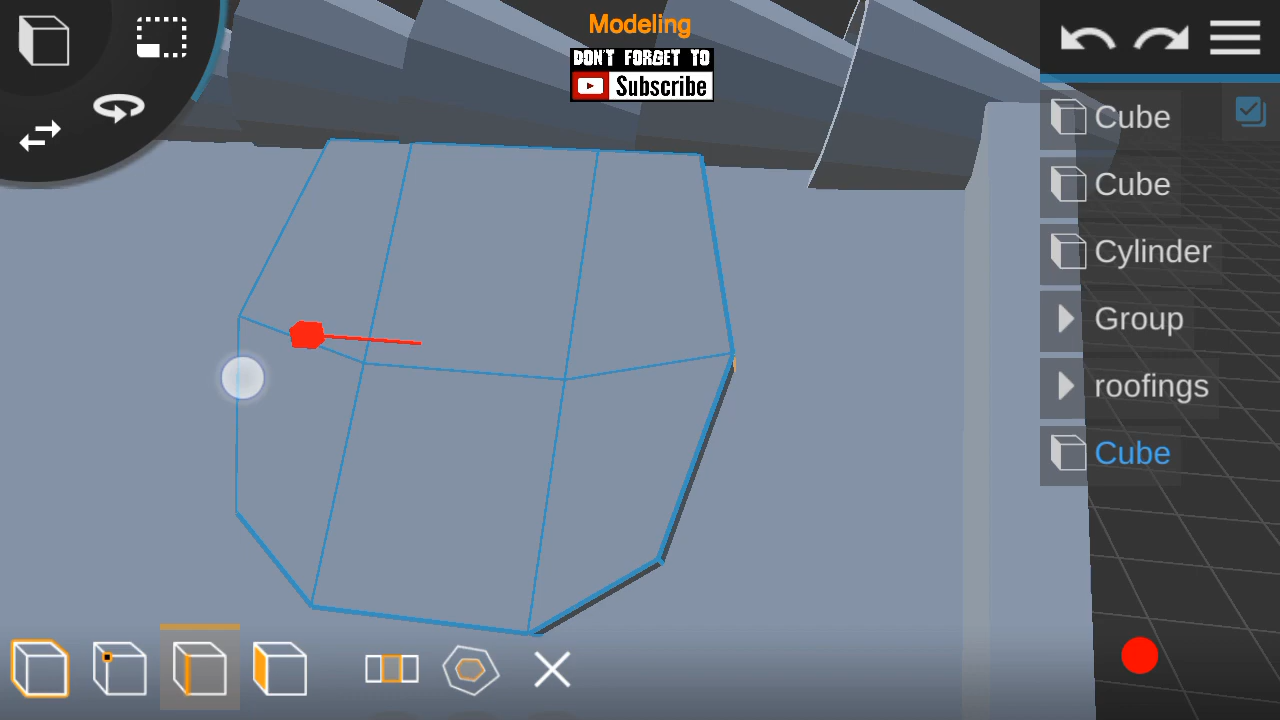 Modeling
DON'T FORGET TO
Subscribe
Cube
Cube
Cylinder
Group
roofings
Cube